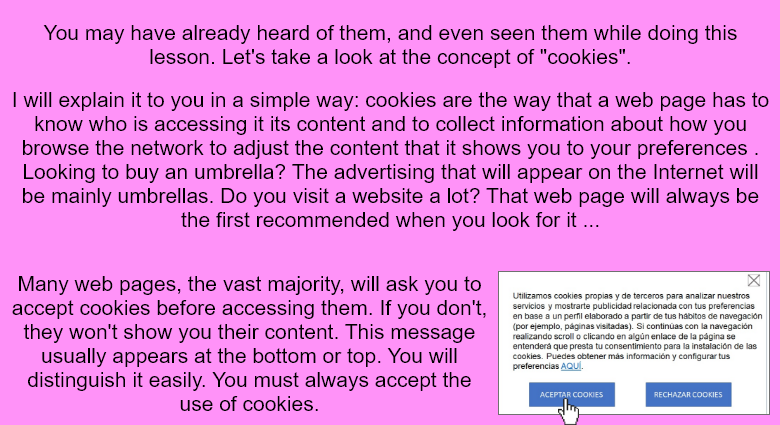 You may have already heard of them, and even seen them while doing this
lesson. Let's take a look at the concept of "cookies".
I will explain it to you in a simple way: cookies are the way that a web page has to
know who is accessing it its content and to collect information about how you
browse the network to adjust the content that it shows you to your preferences .
Looking to buy an umbrella? The advertising that will appear on the Internet will
be mainly umbrellas. Do you visit a website a lot? That web page will always be
the first recommended when you look for it ...
Many web pages, the vast majority, will ask you to
accept cookies before accessing them. If you don't,
they won't show you their content. This message
usually appears at the bottom or top. You will
distinguish it easily. You must always accept the
use of cookies.
Utilizamos cookies propias y de terceros para analizar nuestros
servicios y mostrarte publicidad relacionada con tus preferencias
en base a un perfil elaborado a partir de tus hábitos de navegación
(por ejemplo, páginas visitadas). Si continúas con la navegación
realizando scroll o clicando en algún enlace de la página se
entenderá que presta tu consentimiento para la instalación de las
cookies. Puedes obtener más información y configurar tus
preferencias AQUÍ.
ACEPTAR COOKIES
RECHAZAR COOKIES